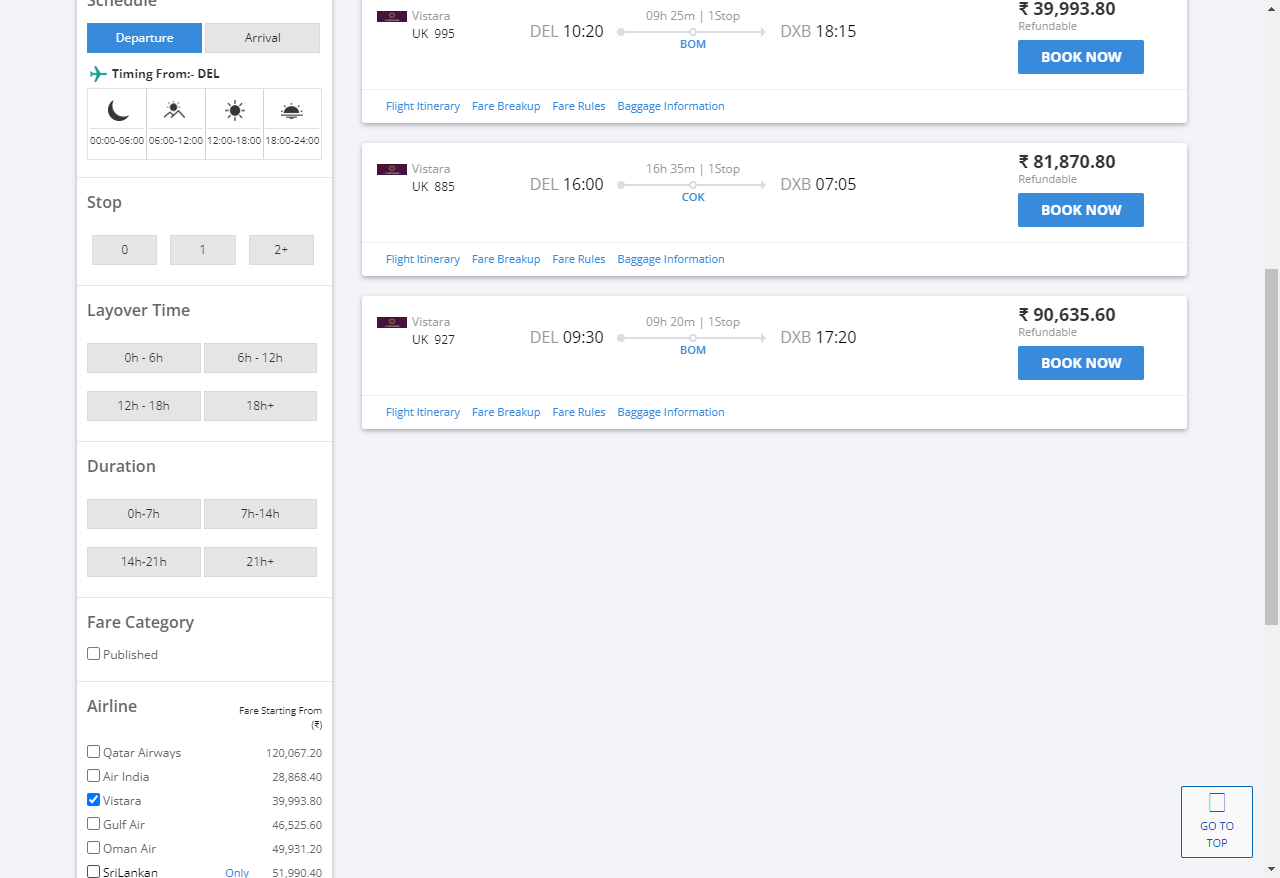 Schedule
Departure Arrival
Timing From:- DEL
00:00-06:00 06:00-12:00 12:00-18:00 18:00-24:00
Stop
0 1 2+
Layover Time
0h - 6h 6h - 12h
12h - 18h 18h+
Duration
0h-7h 7h-14h
14h-21h 21h+
Fare Category
Published
Airline Fare Starting From (₹)
Qatar Airways 120,067.20
Air India 28,868.40
Vistara 39,993.80
Gulf Air 46,525.60
Oman Air 49,931.20
SriLankan Only 51,990.40
Vistara
UK 995
DEL 10:20
09h 25m | 1Stop
BOM
DXB 18:15
₹ 39,993.80
Refundable
BOOK NOW
Flight Itinerary Fare Breakup Fare Rules Baggage Information
Vistara
UK 885
DEL 16:00
16h 35m | 1Stop
COK
DXB 07:05
₹ 81,870.80
Refundable
BOOK NOW
Flight Itinerary Fare Breakup Fare Rules Baggage Information
Vistara
UK 927
DEL 09:30
09h 20m | 1Stop
BOM
DXB 17:20
₹ 90,635.60
Refundable
BOOK NOW
Flight Itinerary Fare Breakup Fare Rules Baggage Information
GO TO
TOP